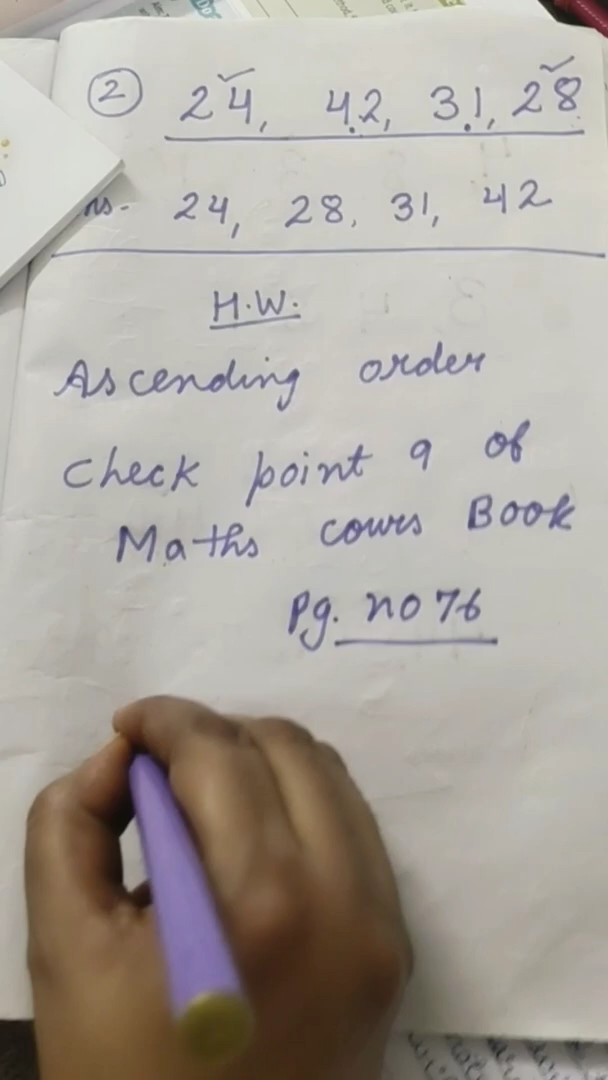 ② 24, 42, 31, 28
ns- 24, 28, 31, 42
H.W.
Ascending order
Check point 9 of
Maths cours Book
Pg. no 76